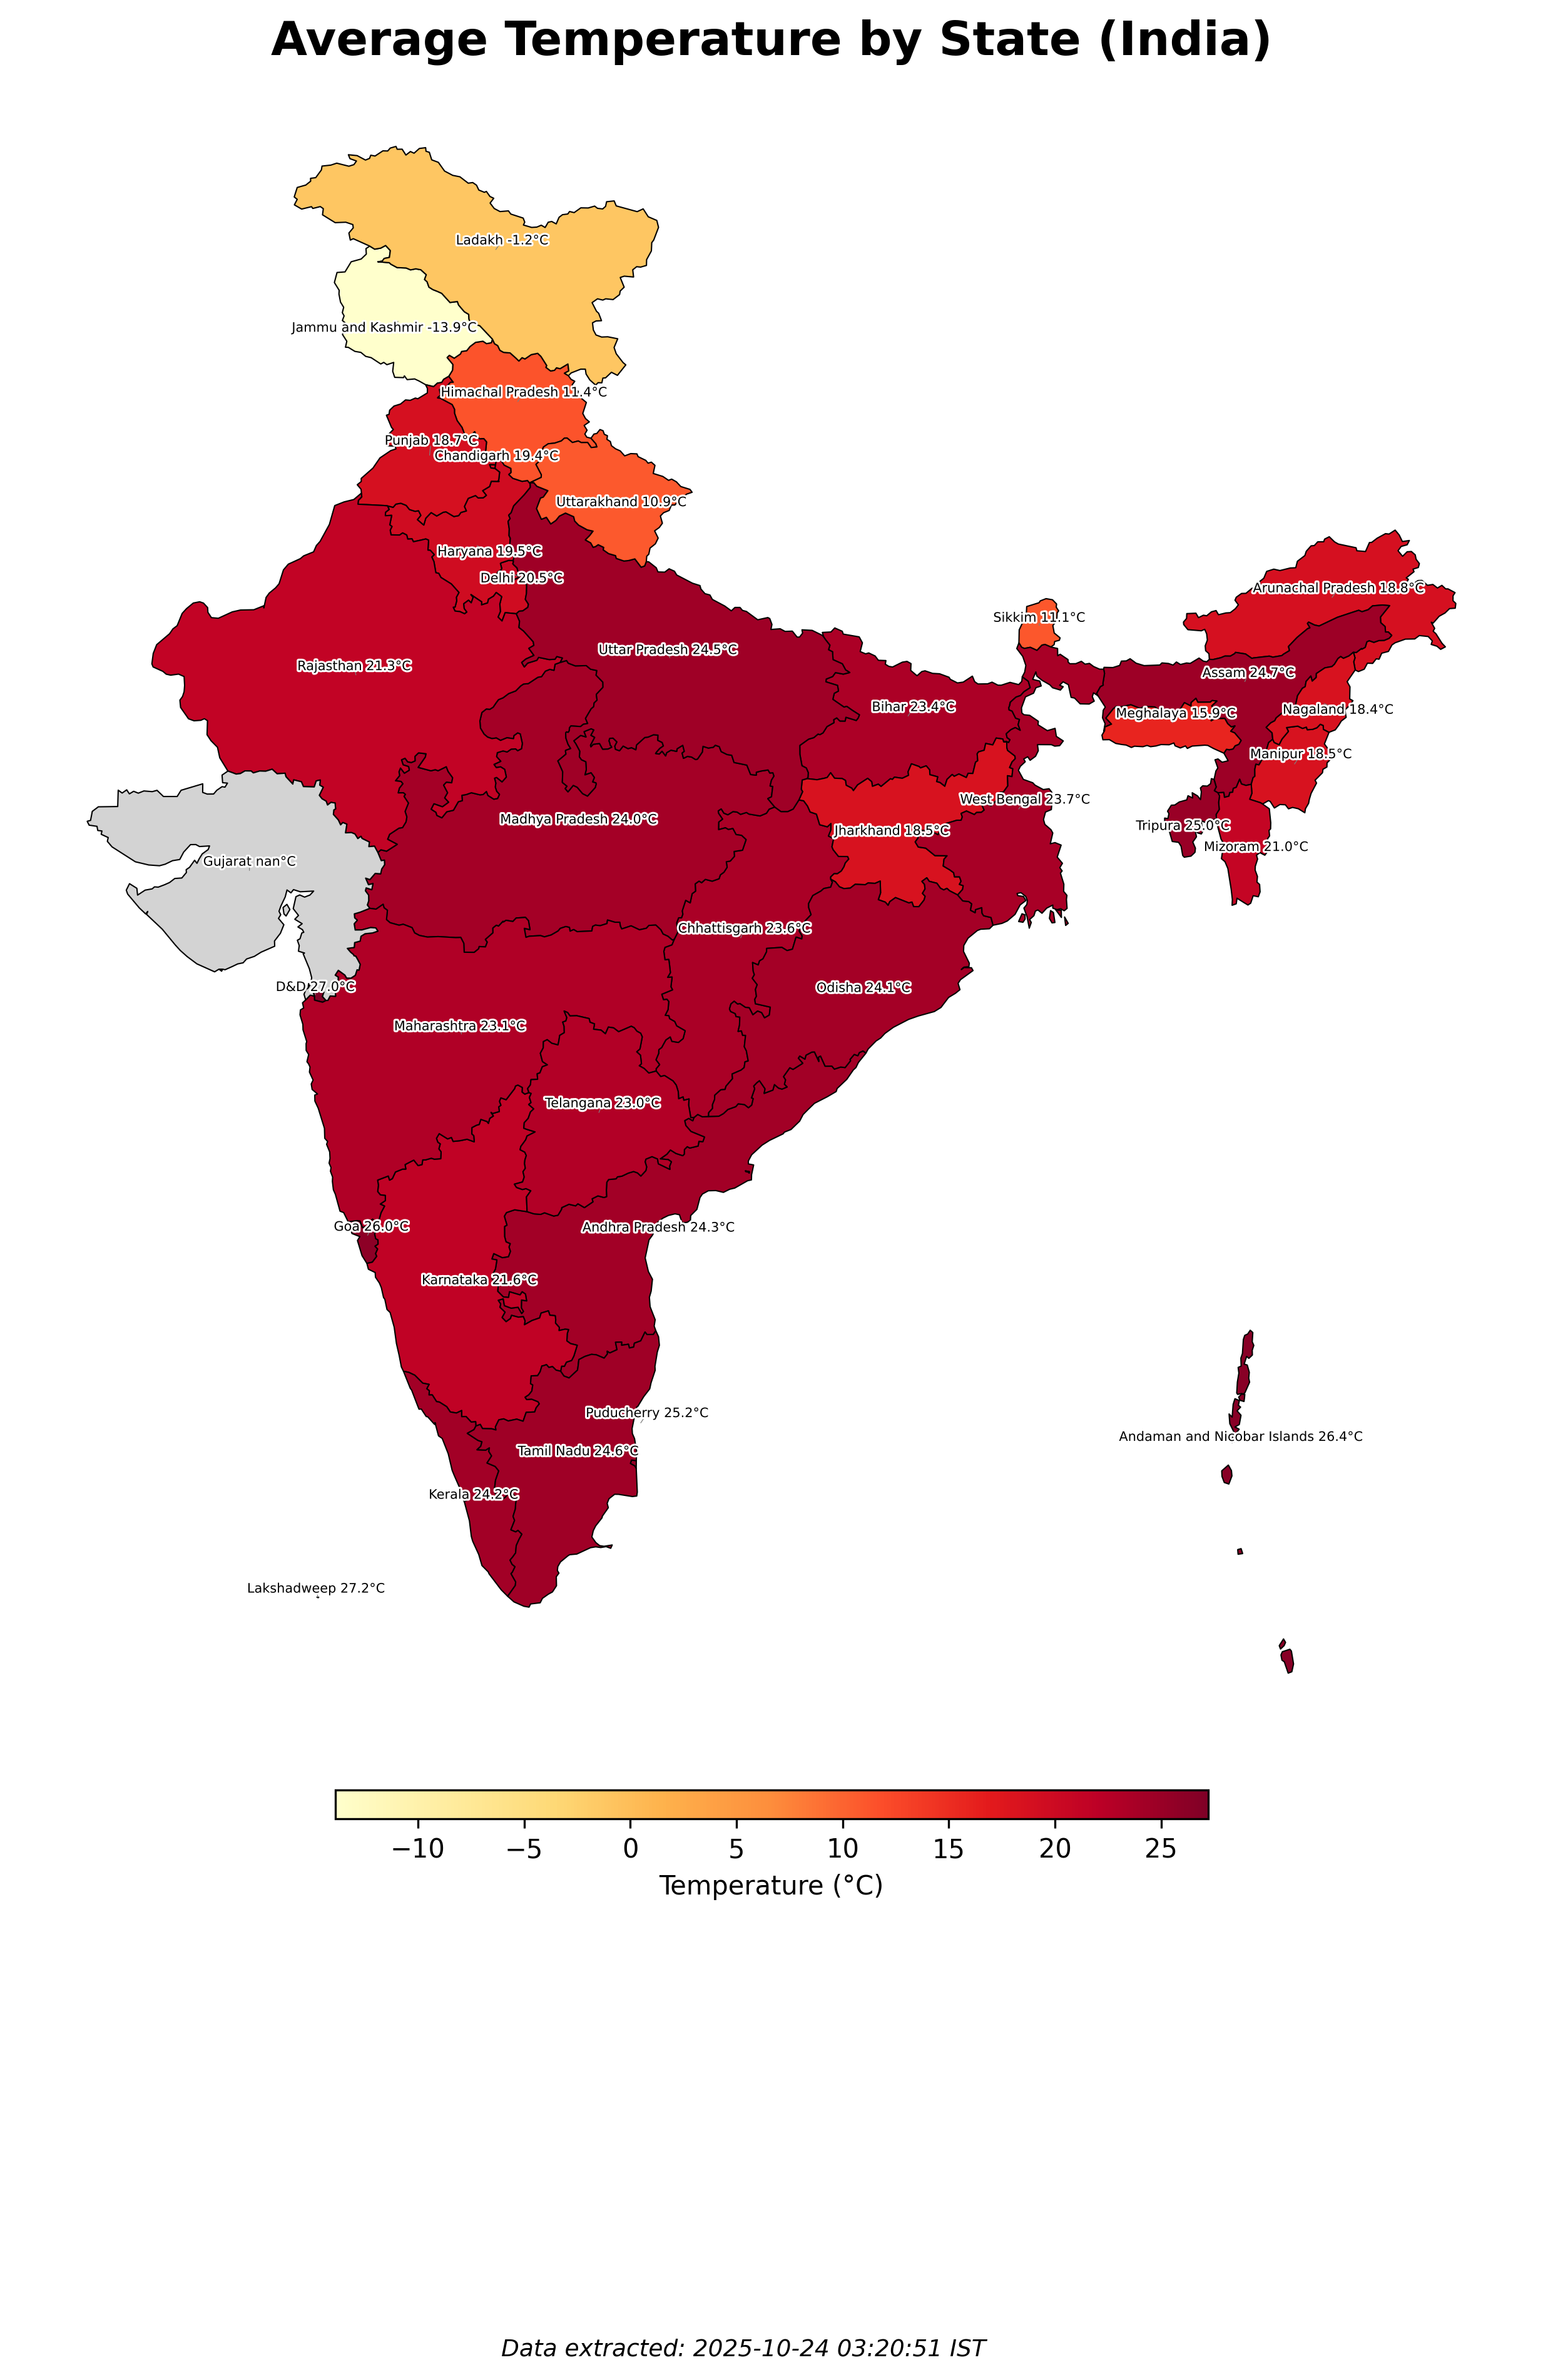 Average Temperature by State (India)
Ladakh -1.2°C
Jammu and Kashmir -13.9°C
Himachal Pradesh 11.4°C
Punjab 18.7°C
Chandigarh 19.4°C
Uttarakhand 10.9°C
Haryana 19.5°C
Delhi 20.5°C
Arunachal Pradesh 18.8°C
Sikkim 11.1°C
Uttar Pradesh 24.5°C
Rajasthan 21.3°C
Assam 24.7°C
Bihar 23.4°C
Meghalaya 15.9°C
Nagaland 18.4°C
Manipur 18.5°C
West Bengal 23.7°C
Madhya Pradesh 24.0°C
Tripura 25.0°C
Jharkhand 18.5°C
Mizoram 21.0°C
Gujarat nan°C
Chhattisgarh 23.6°C
D&D 27.0°C
Odisha 24.1°C
Maharashtra 23.1°C
Telangana 23.0°C
Goa 26.0°C
Andhra Pradesh 24.3°C
Karnataka 21.6°C
Puducherry 25.2°C
Andaman and Nicobar Islands 26.4°C
Tamil Nadu 24.6°C
Kerala 24.2°C
Lakshadweep 27.2°C
−10 −5 0 5 10 15 20 25
Temperature (°C)
Data extracted: 2025-10-24 03:20:51 IST